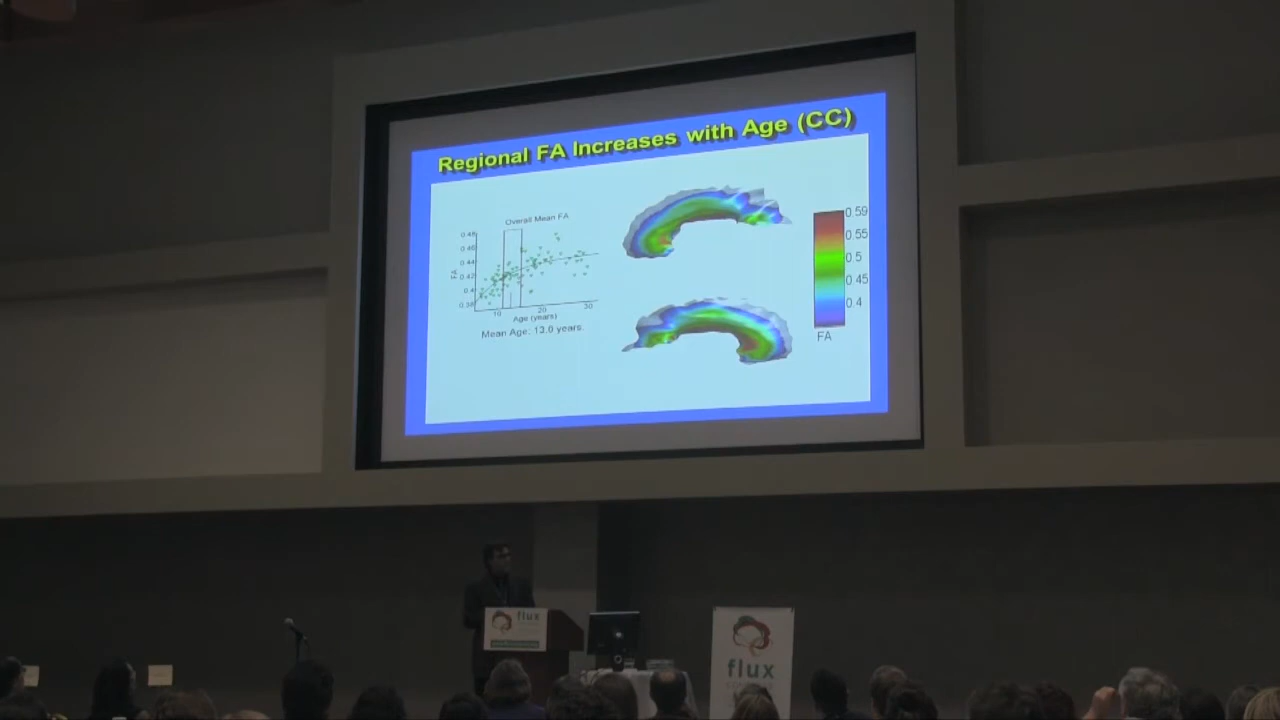 Regional FA Increases with Age (CC)
Overall Mean FA
0.48
0.46
0.44
0.42
0.4
0.38
FA
10
20
30
Age (years)
Mean Age: 13.0 years.
0.59
0.55
0.5
0.45
0.4
FA
flux
flux